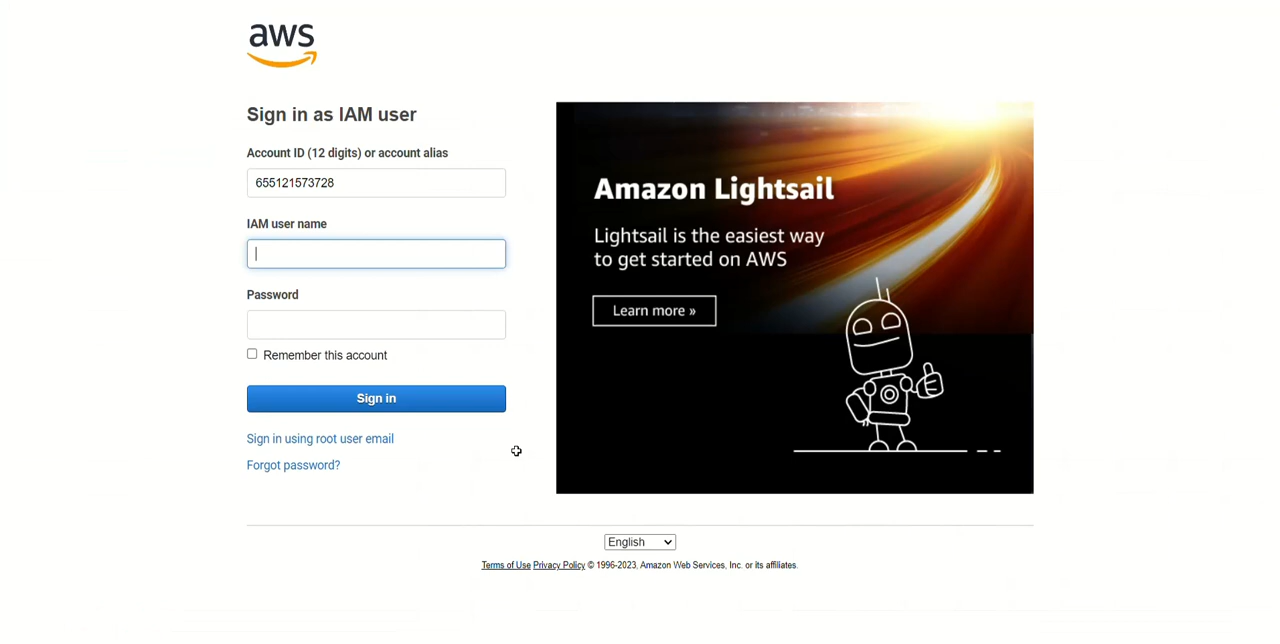 aws
Sign in as IAM user
Account ID (12 digits) or account alias
655121573728
IAM user name
Password
Remember this account
Sign in
Sign in using root user email
Forgot password?
Amazon Lightsail
Lightsail is the easiest way
to get started on AWS
Learn more »
English
Terms of Use Privacy Policy © 1996-2023, Amazon Web Services, Inc. or its affiliates.